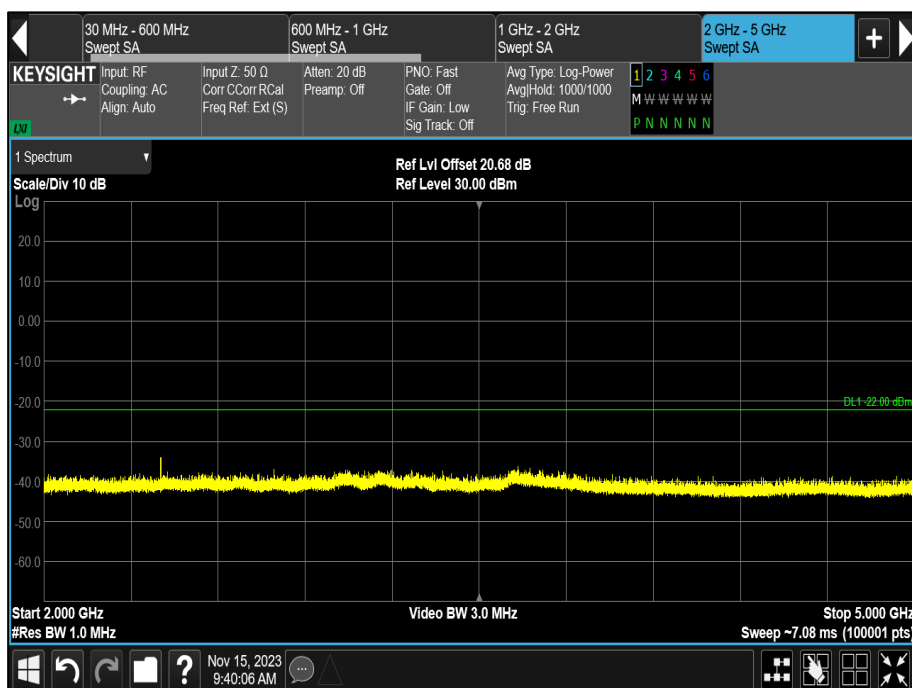 30 MHz - 600 MHz
Swept SA
600 MHz - 1 GHz
Swept SA
1 GHz - 2 GHz
Swept SA
2 GHz - 5 GHz
Swept SA
+
KEYSIGHT
LXI
Input: RF
Coupling: AC
Align: Auto
Input Z: 50 Ω
Corr CCorr RCal
Freq Ref: Ext (S)
Atten: 20 dB
Preamp: Off
PNO: Fast
Gate: Off
IF Gain: Low
Sig Track: Off
Avg Type: Log-Power
Avg|Hold: 1000/1000
Trig: Free Run
1 2 3 4 5 6
M W W W W W
P N N N N N
1 Spectrum
Scale/Div 10 dB
Ref Lvl Offset 20.68 dB
Ref Level 30.00 dBm
Log
20.0
10.0
0.00
-10.0
-20.0
DL1 -22.00 dBm
-30.0
-40.0
-50.0
-60.0
Start 2.000 GHz
Video BW 3.0 MHz
Stop 5.000 GHz
#Res BW 1.0 MHz
Sweep ~7.08 ms (100001 pts)
?
Nov 15, 2023
9:40:06 AM